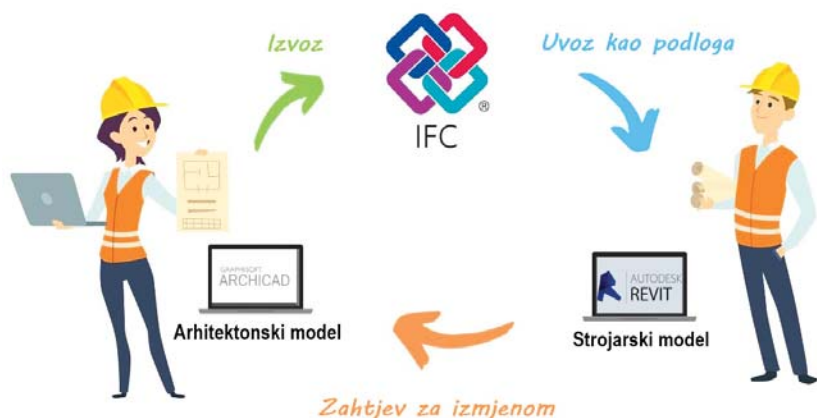 Izvoz
Uvoz kao podloga
®
IFC
GRAPHISOFT
ARCHICAD
AUTODESK
REVIT
Arhitektonski model
Strojarski model
Zahtjev za izmjenom